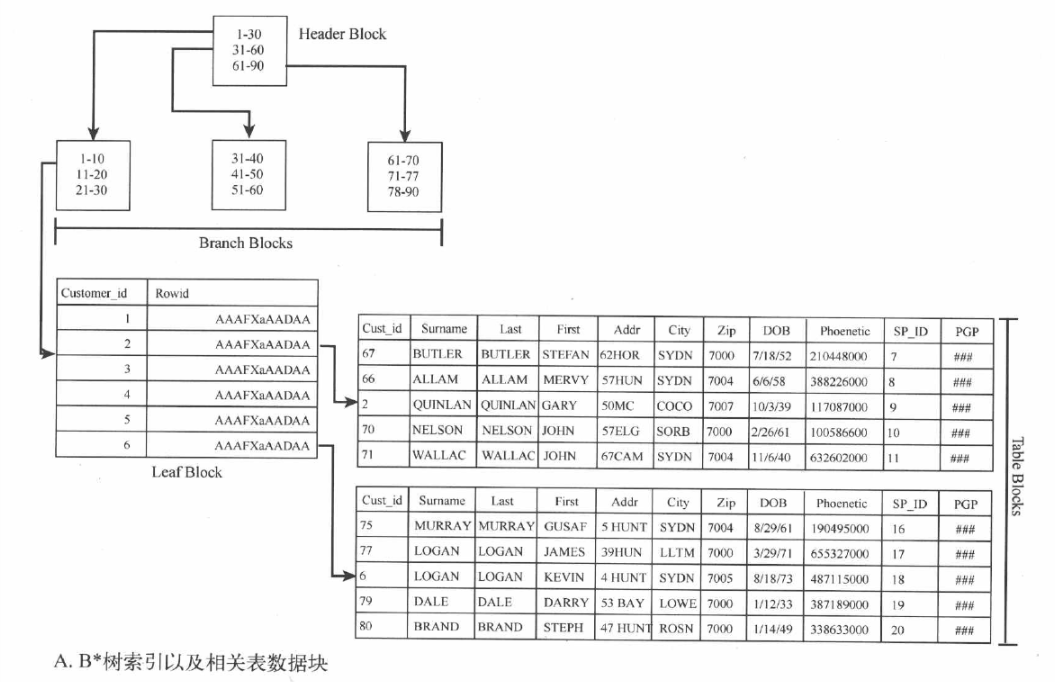 1-30
31-60
61-90
Header Block
1-10
11-20
21-30
31-40
41-50
51-60
61-70
71-77
78-90
Branch Blocks
Customer_id Rowid
1 AAAFXaAADAA
2 AAAFXaAADAA
3 AAAFXaAADAA
4 AAAFXaAADAA
5 AAAFXaAADAA
6 AAAFXaAADAA
Leaf Block
Cust_id Surname Last First Addr City Zip DOB Phoenetic SP_ID PGP
67 BUTLER BUTLER STEFAN 62HOR SYDN 7000 7/18/52 210448000 7 ###
66 ALLAM ALLAM MERVY 57HUN SYDN 7004 6/6/58 388226000 8 ###
2 QUINLAN QUINLAN GARY 50MC COCO 7007 10/3/39 117087000 9 ###
70 NELSON NELSON JOHN 57ELG SORB 7000 2/26/61 100586600 10 ###
71 WALLAC WALLAC JOHN 67CAM SYDN 7004 11/6/40 632602000 11 ###
Cust_id Surname Last First Addr City Zip DOB Phoenetic SP_ID PGP
75 MURRAY MURRAY GUSAF 5 HUNT SYDN 7004 8/29/61 190495000 16 ###
77 LOGAN LOGAN JAMES 39HUN LLTM 7000 3/29/71 655327000 17 ###
6 LOGAN LOGAN KEVIN 4 HUNT SYDN 7005 8/18/73 487115000 18 ###
79 DALE DALE DARRY 53 BAY LOWE 7000 1/12/33 387189000 19 ###
80 BRAND BRAND STEPH 47 HUNT ROSN 7000 1/14/49 338633000 20 ###
Table Blocks
A. B*树索引以及相关表数据块